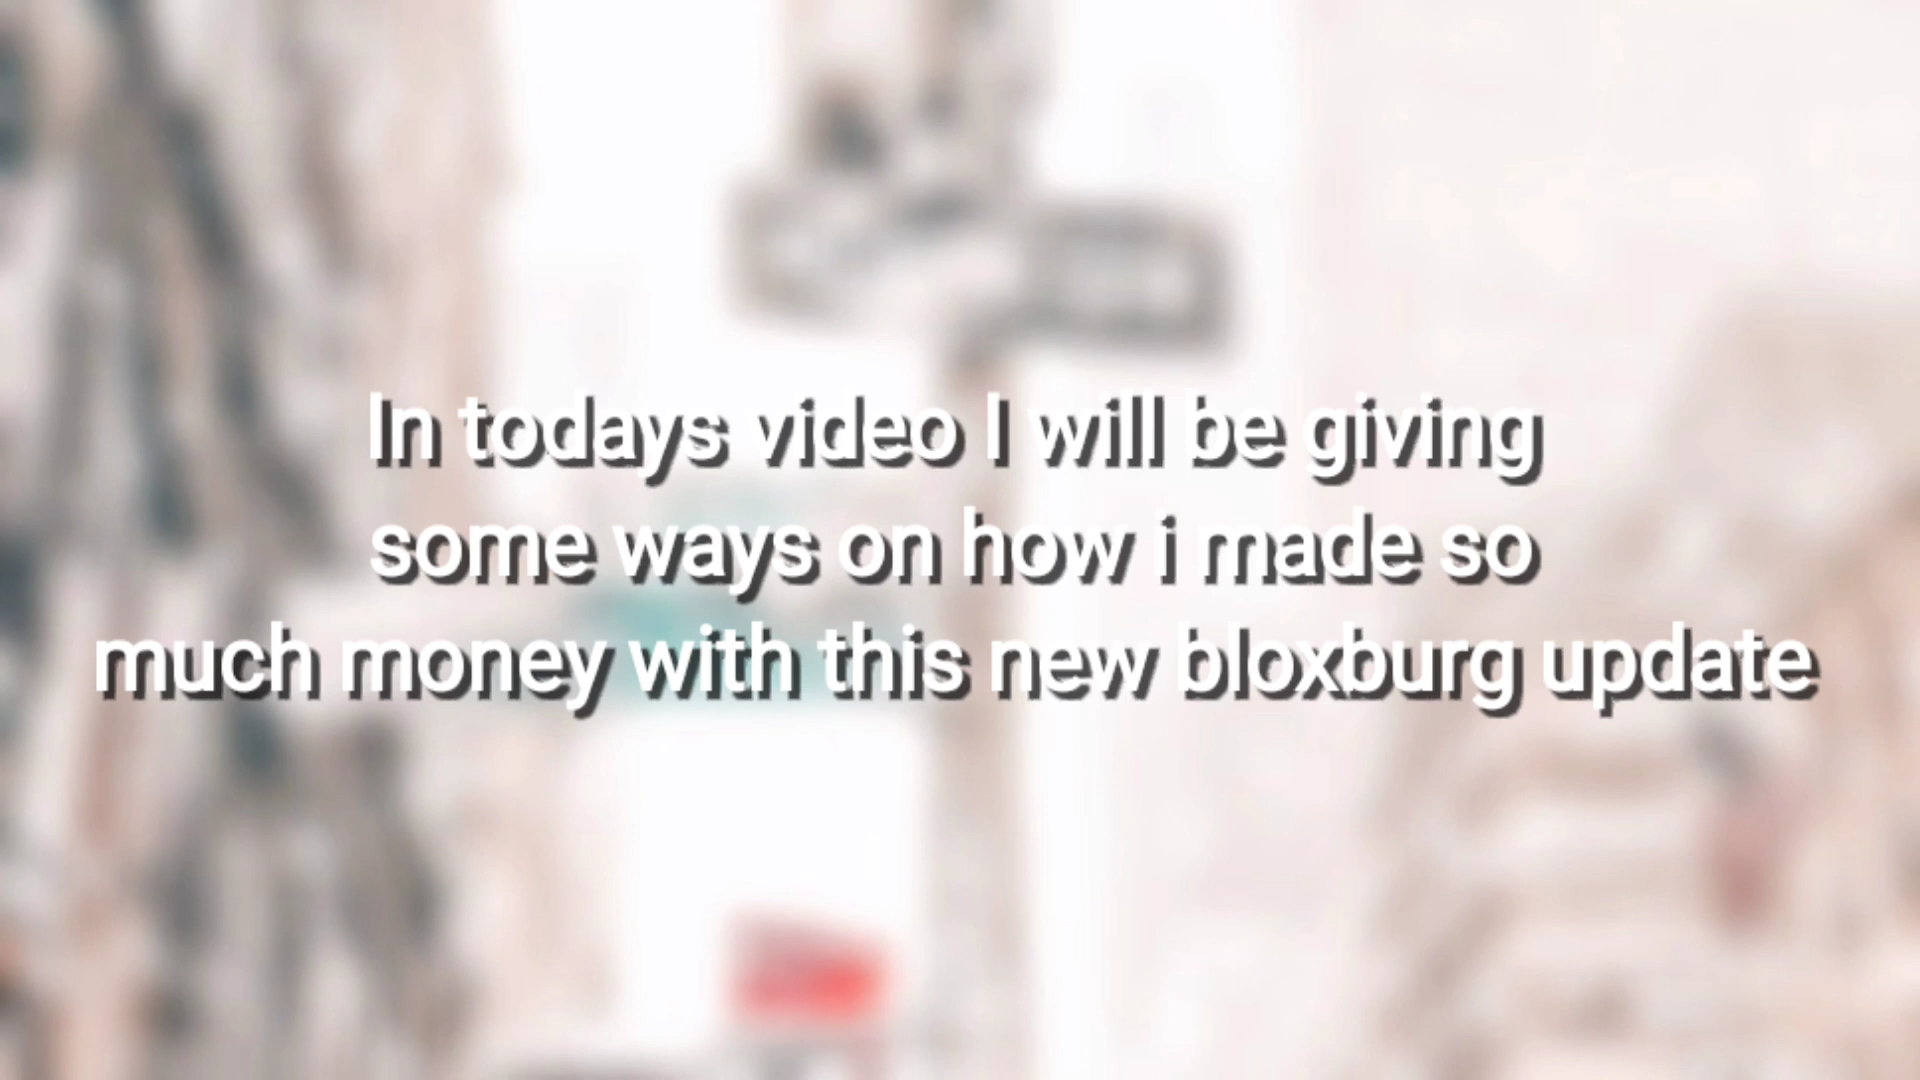 In todays video I will be giving
some ways on how i made so
much money with this new bloxburg update